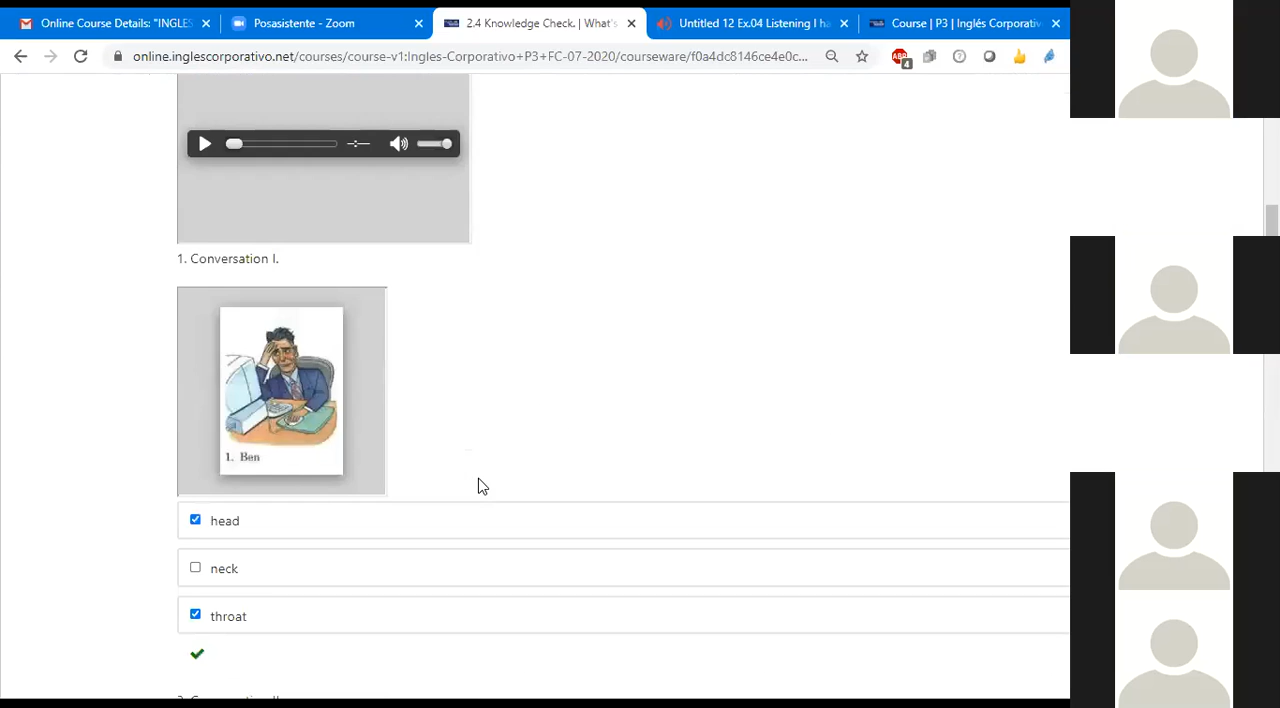 Online Course Details: "INGLES
Posasistente - Zoom
2.4 Knowledge Check. | What's
Untitled 12 Ex.04 Listening I ha
Course | P3 | Inglés Corporativ
online.inglescorporativo.net/courses/course-v1:Ingles-Corporativo+P3+FC-07-2020/courseware/f0a4dc8146ce4e0c...
ABP
4
1. Conversation I.
1. Ben
head
neck
throat